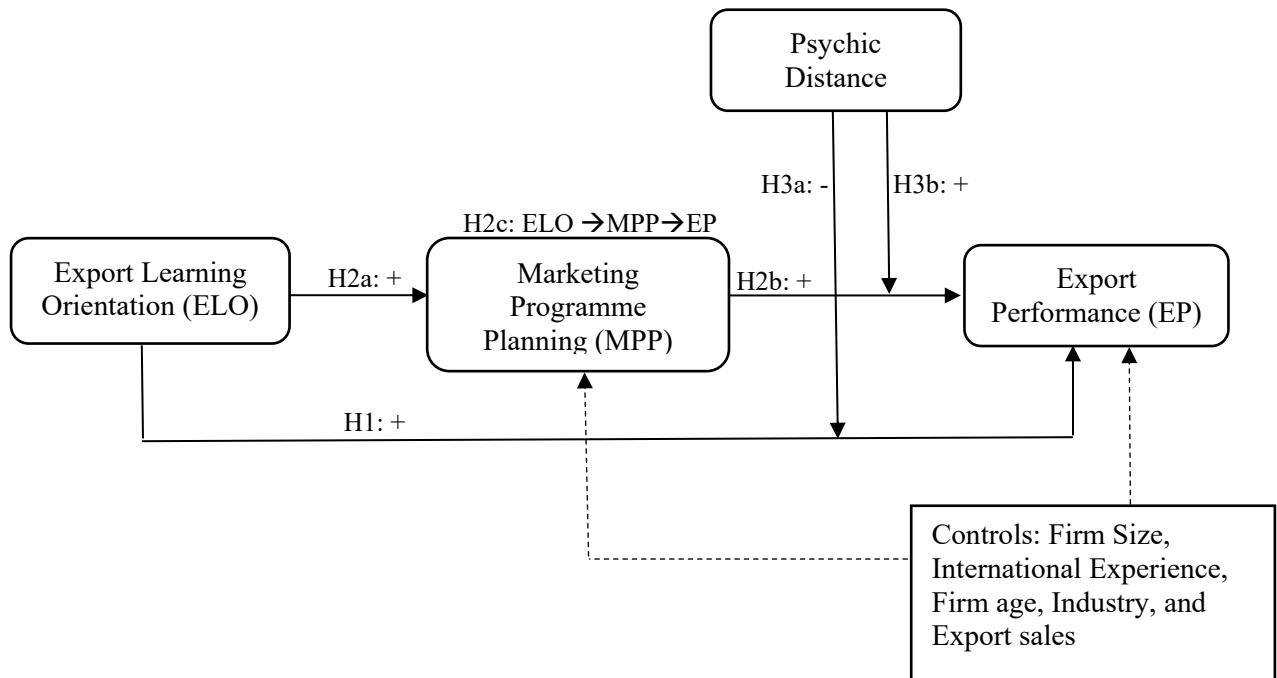 Psychic
Distance
H3a: -
H3b: +
H2c: ELO →MPP→EP
Export Learning
Orientation (ELO)
H2a: +
Marketing
Programme
Planning (MPP)
H2b: +
Export
Performance (EP)
H1: +
Controls: Firm Size,
International Experience,
Firm age, Industry, and
Export sales